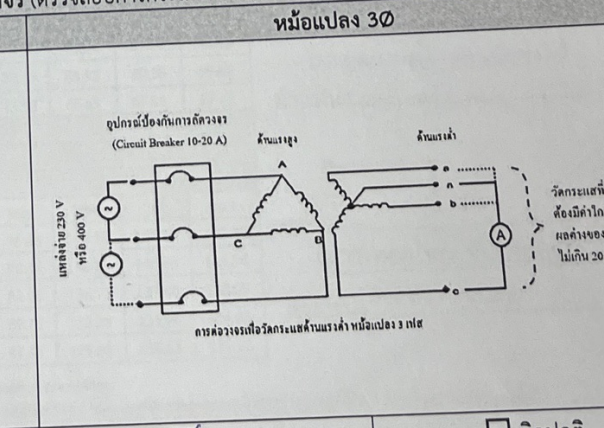 หม้อแปลง 3Ø
อุปกรณ์ป้องกันการลัดวงจร
(Circuit Breaker 10-20 A)
ด้านแรงสูง
ด้านแรงต่ำ
แหล่งจ่าย 230 V
หรือ 400 V
~
~
A
C
B
a
n
b
c
A
วัดกระแสที่
ต้องมีค่าใก
ผลต่างของ
ไม่เกิน 20
การต่อวงจรเพื่อวัดกระแสด้านแรงต่ำ หม้อแปลง 3 เฟส